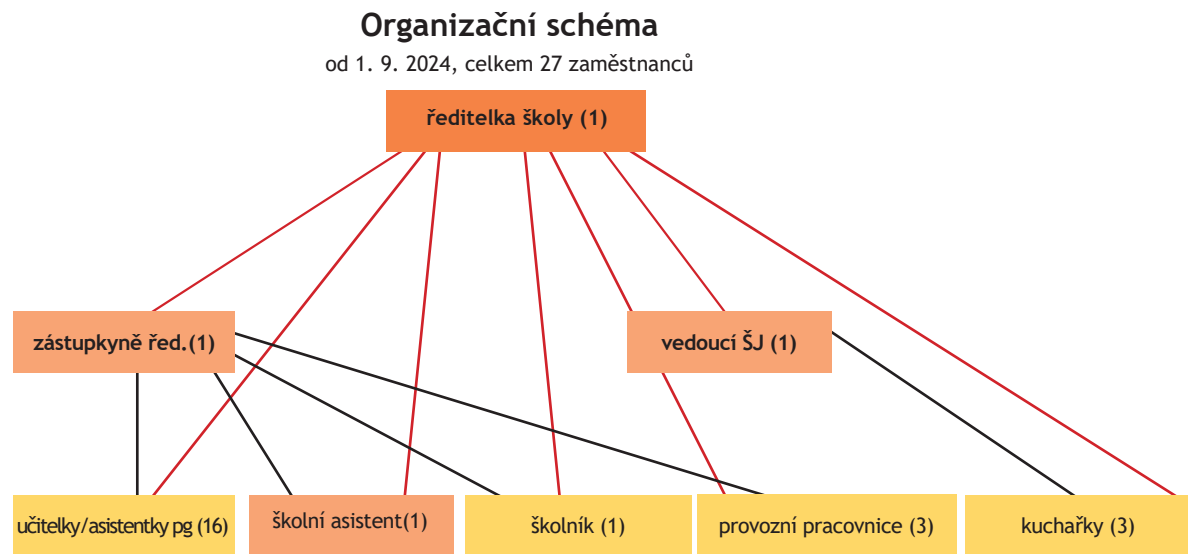 Organizační schéma
od 1. 9. 2024, celkem 27 zaměstnanců
ředitelka školy (1)
zástupkyně řed.(1)
vedoucí ŠJ (1)
učitelky/asistentky pg (16)
školní asistent(1)
školník (1)
provozní pracovnice (3)
kuchařky (3)